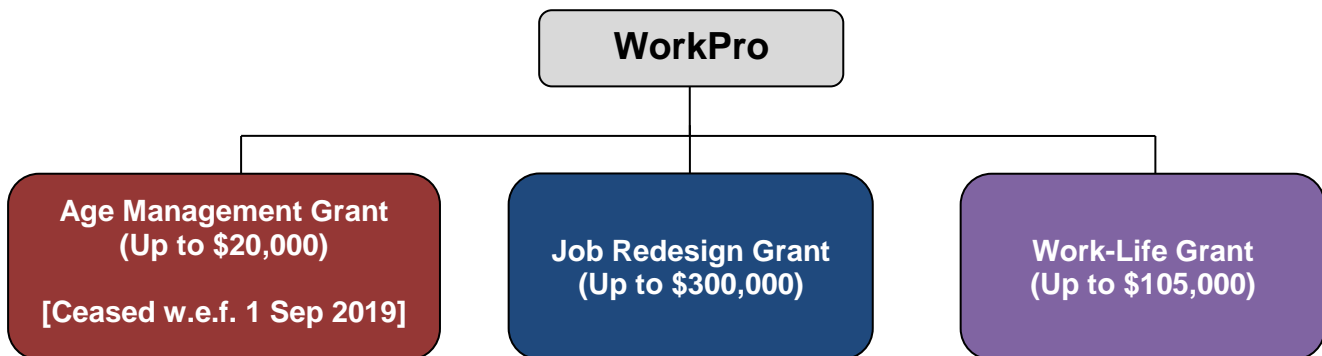 WorkPro
Age Management Grant
(Up to $20,000)
[Ceased w.e.f. 1 Sep 2019]
Job Redesign Grant
(Up to $300,000)
Work-Life Grant
(Up to $105,000)